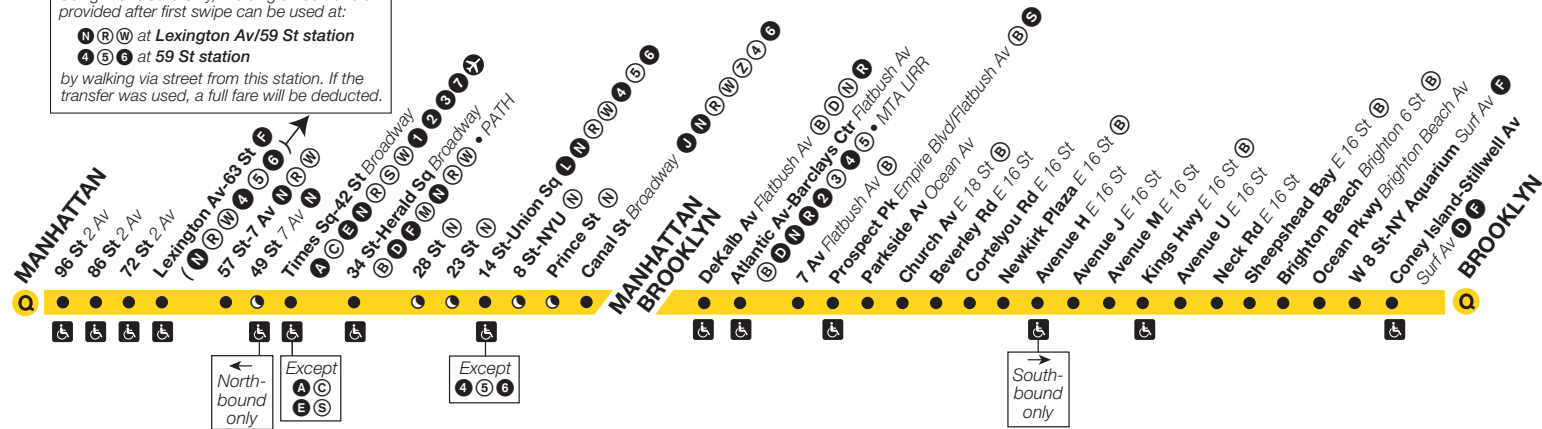 provided after first swipe can be used at:
N R W at Lexington Av/59 St station
4 5 6 at 59 St station
by walking via street from this station. If the
transfer was used, a full fare will be deducted.
MANHATTAN
96 St 2 Av
86 St 2 Av
72 St 2 Av
Lexington Av-63 St F
(N R W 4 5 6)
57 St-7 Av N R W
49 St 7 Av N
Times Sq-42 St Broadway
A C E N R S W 1 2 3 7
34 St-Herald Sq Broadway
B D F M N R W • PATH
28 St N
23 St N
14 St-Union Sq L N R W 4 5 6
8 St-NYU N
Prince St N
Canal St Broadway J N R W Z 4 6
MANHATTAN
BROOKLYN
DeKalb Av Flatbush Av B D N R
Atlantic Av-Barclays Ctr Flatbush Av
B D N R 2 3 4 5 • MTA LIRR
7 Av Flatbush Av B
Prospect Pk Empire Blvd/Flatbush Av B S
Parkside Av Ocean Av
Church Av E 18 St B
Beverley Rd E 16 St
Cortelyou Rd E 16 St
Newkirk Plaza E 16 St B
Avenue H E 16 St
Avenue J E 16 St
Avenue M E 16 St
Kings Hwy E 16 St B
Avenue U E 16 St
Neck Rd E 16 St
Sheepshead Bay E 16 St B
Brighton Beach Brighton 6 St B
Ocean Pkwy Brighton Beach Av
W 8 St-NY Aquarium Surf Av F
Coney Island-Stillwell Av
Surf Av D F
BROOKLYN
Q
Q
North-
bound
only
Except
A C
E S
Except
4 5 6
South-
bound
only